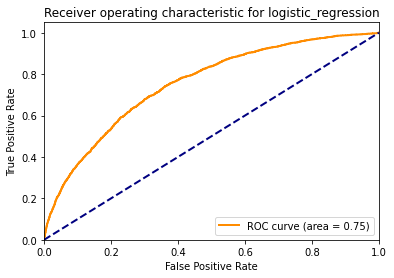 Receiver operating characteristic for logistic_regression
1.0
0.8
0.6
0.4
0.2
0.0
True Positive Rate
ROC curve (area = 0.75)
0.0 0.2 0.4 0.6 0.8 1.0
False Positive Rate